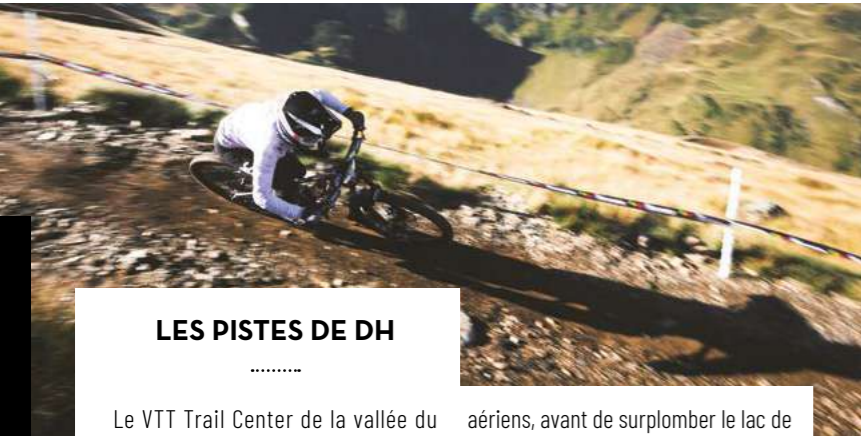 LES PISTES DE DH
..........
Le VTT Trail Center de la vallée du
aériens, avant de surplomber le lac de